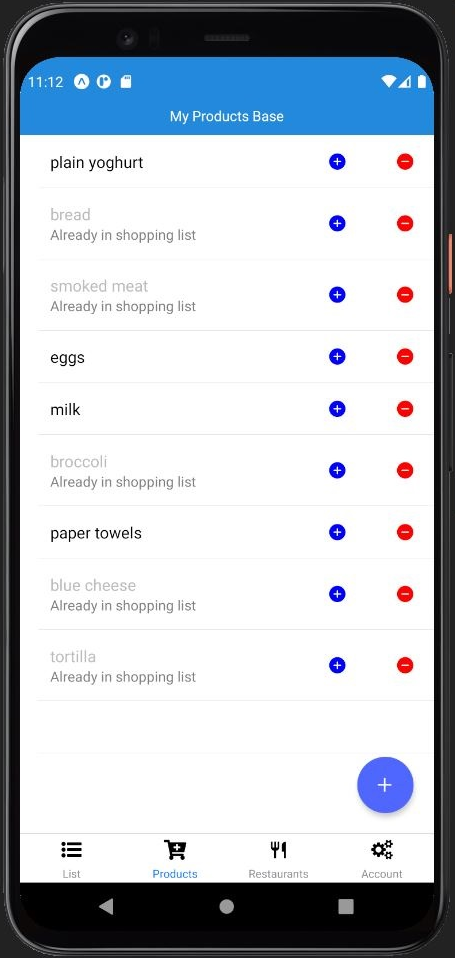 11:12
My Products Base
plain yoghurt
bread
Already in shopping list
smoked meat
Already in shopping list
eggs
milk
broccoli
Already in shopping list
paper towels
blue cheese
Already in shopping list
tortilla
Already in shopping list
List
Products
Restaurants
Account